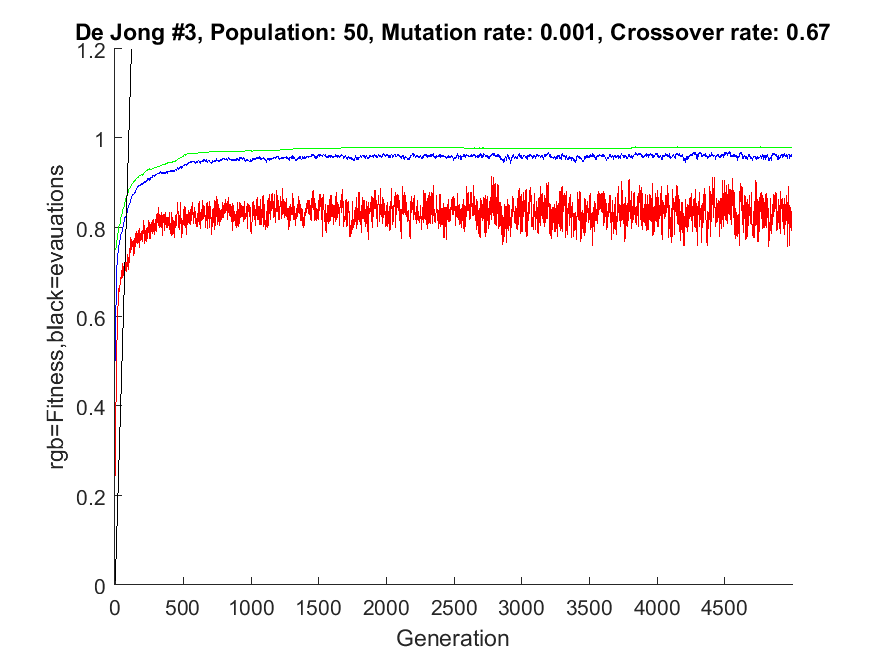 De Jong #3, Population: 50, Mutation rate: 0.001, Crossover rate: 0.67
rgb=Fitness,black=evauations
1.2
1
0.8
0.6
0.4
0.2
0
0 500 1000 1500 2000 2500 3000 3500 4000 4500
Generation